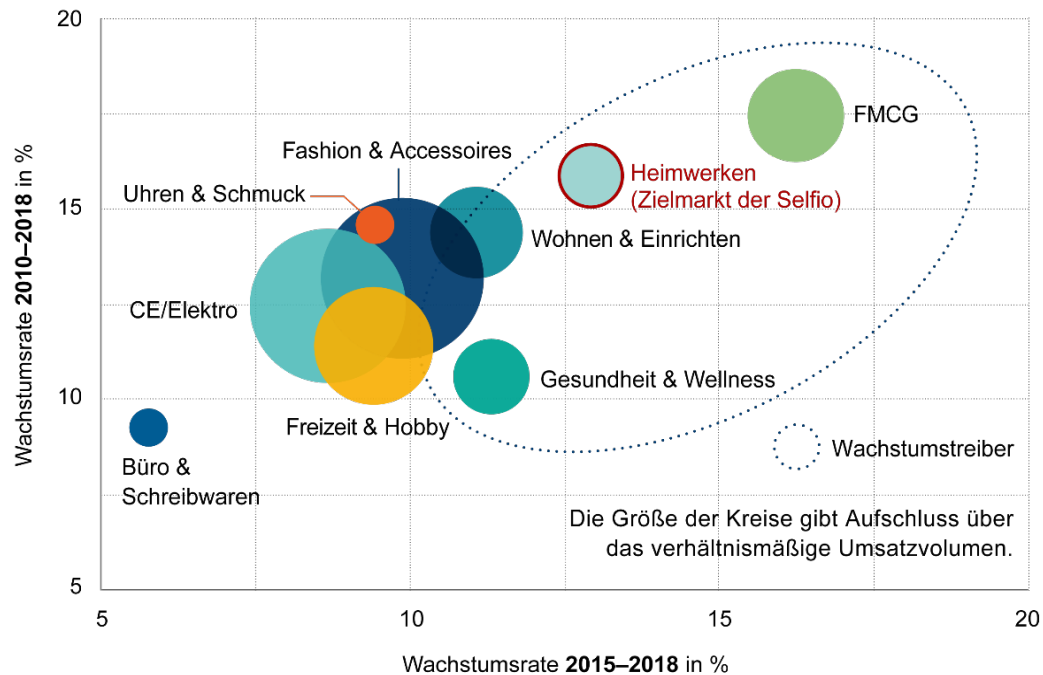 20
15
10
5
Wachstumsrate 2010–2018 in %
FMCG
Fashion & Accessoires
Heimwerken
(Zielmarkt der Selfio)
Uhren & Schmuck
Wohnen & Einrichten
CE/Elektro
Gesundheit & Wellness
Freizeit & Hobby
Wachstumstreiber
Büro &
Schreibwaren
Die Größe der Kreise gibt Aufschluss über
das verhältnismäßige Umsatzvolumen.
5
10
15
20
Wachstumsrate 2015–2018 in %